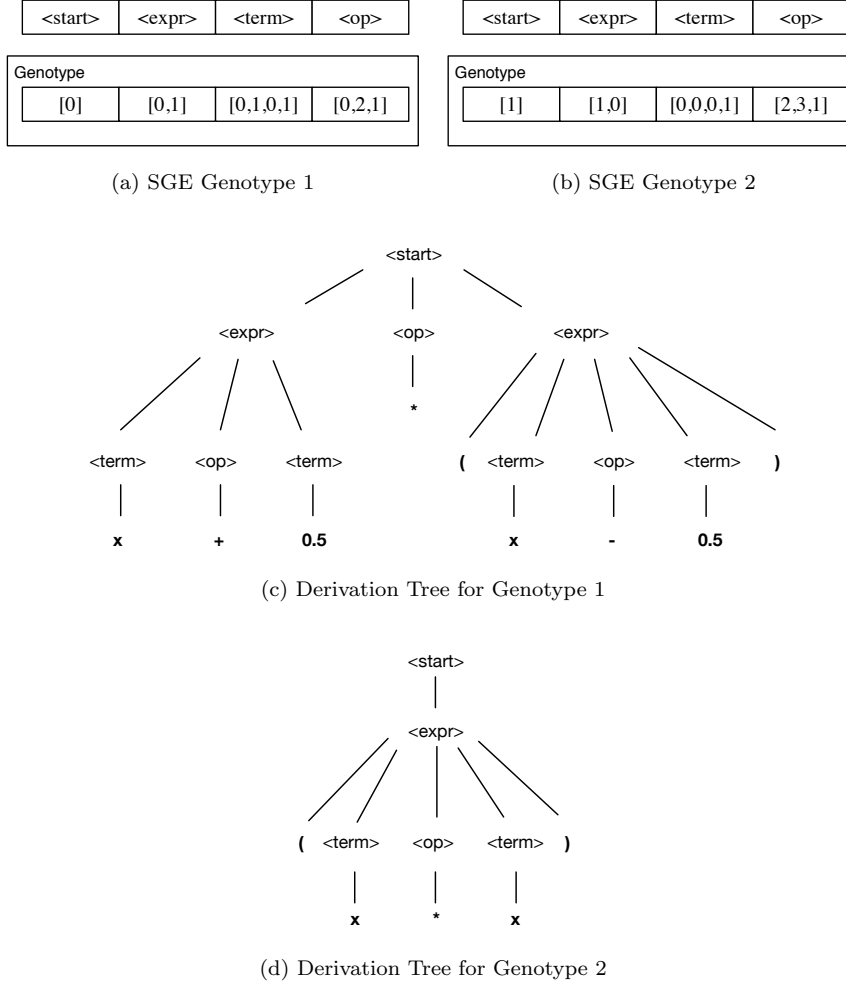 <start> <expr> <term> <op> <start> <expr> <term> <op>
Genotype Genotype
[0] [0,1] [0,1,0,1] [0,2,1] [1] [1,0] [0,0,0,1] [2,3,1]
(a) SGE Genotype 1 (b) SGE Genotype 2
<start>
<expr> <op> <expr>
*
<term> <op> <term> ( <term> <op> <term> )
x + 0.5 x - 0.5
(c) Derivation Tree for Genotype 1
<start>
<expr>
( <term> <op> <term> )
x * x
(d) Derivation Tree for Genotype 2